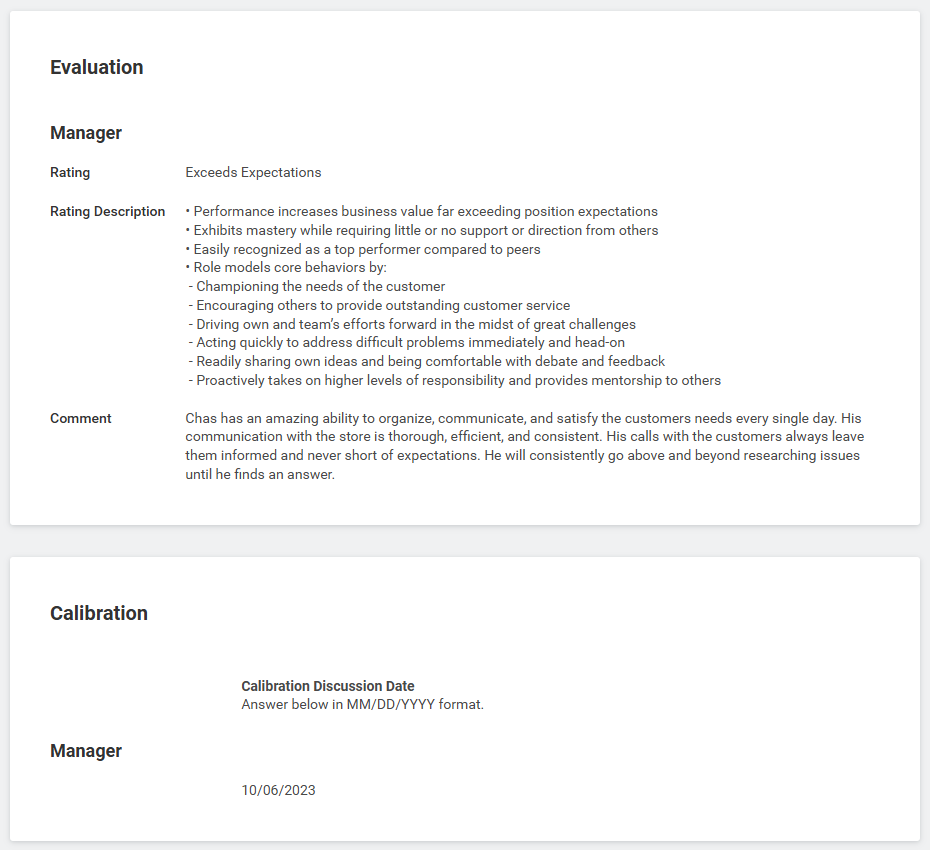 Evaluation
Manager
Rating Exceeds Expectations
Rating Description • Performance increases business value far exceeding position expectations
• Exhibits mastery while requiring little or no support or direction from others
• Easily recognized as a top performer compared to peers
• Role models core behaviors by:
- Championing the needs of the customer
- Encouraging others to provide outstanding customer service
- Driving own and team’s efforts forward in the midst of great challenges
- Acting quickly to address difficult problems immediately and head-on
- Readily sharing own ideas and being comfortable with debate and feedback
- Proactively takes on higher levels of responsibility and provides mentorship to others
Comment Chas has an amazing ability to organize, communicate, and satisfy the customers needs every single day. His
communication with the store is thorough, efficient, and consistent. His calls with the customers always leave
them informed and never short of expectations. He will consistently go above and beyond researching issues
until he finds an answer.
Calibration
Calibration Discussion Date
Answer below in MM/DD/YYYY format.
Manager
10/06/2023